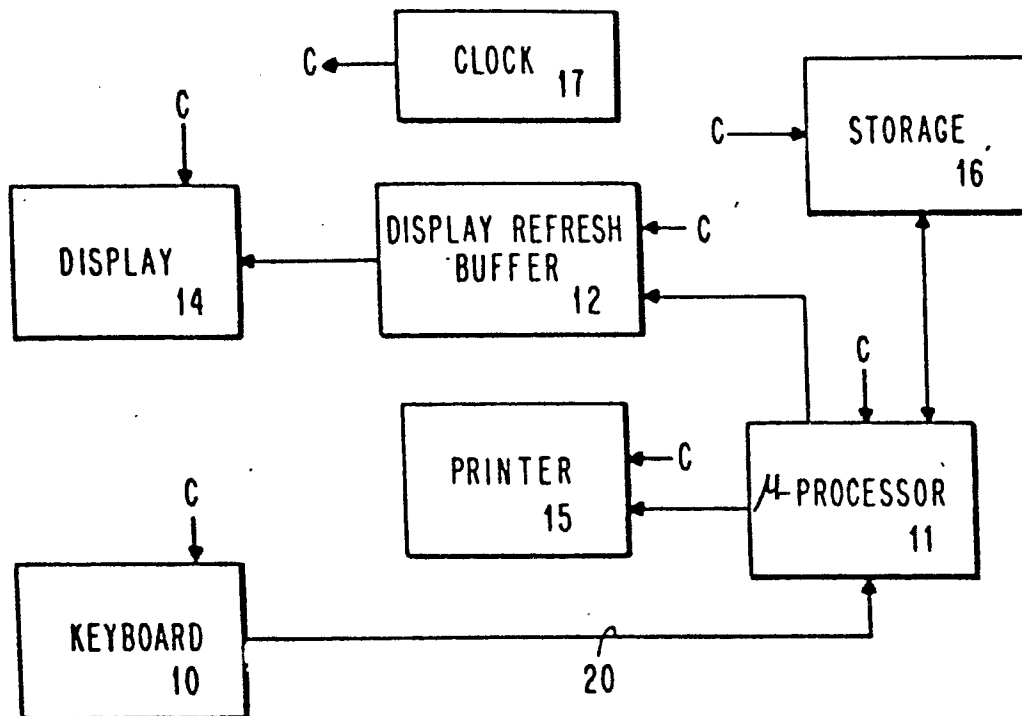 C
CLOCK
17
C
C
STORAGE
16
DISPLAY
14
DISPLAY REFRESH
BUFFER
12
C
C
PRINTER
15
C
μ-PROCESSOR
11
C
KEYBOARD
10
20